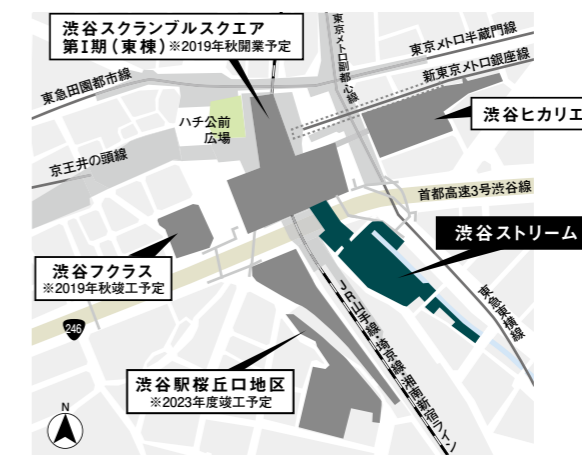 渋谷スクランブルスクエア
第Ⅰ期(東棟)※2019年秋開業予定
東京メトロ副都心線
東京メトロ半蔵門線
新東京メトロ銀座線
東急田園都市線
ハチ公前
広場
渋谷ヒカリエ
京王井の頭線
首都高速3号渋谷線
渋谷ストリーム
渋谷フクラス
※2019年秋竣工予定
246
東急東横線
JR山手線・埼京線・湘南新宿ライン
渋谷駅桜丘口地区
※2023年度竣工予定
N